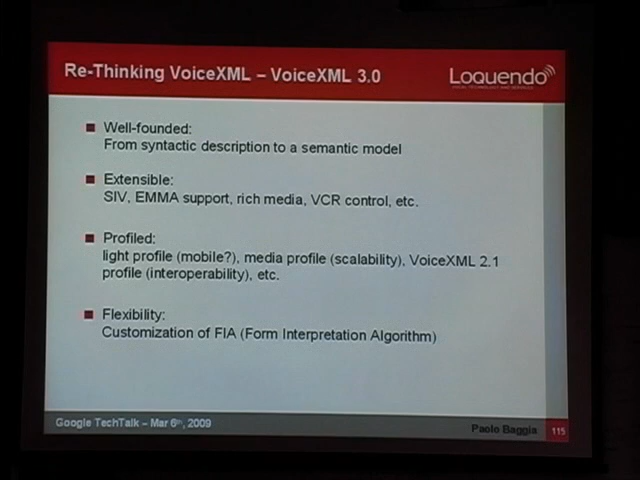 Re-Thinking VoiceXML – VoiceXML 3.0
Loquendo
Well-founded:
From syntactic description to a semantic model
Extensible:
SIV, EMMA support, rich media, VCR control, etc.
Profiled:
light profile (mobile?), media profile (scalability), VoiceXML 2.1
profile (interoperability), etc.
Flexibility:
Customization of FIA (Form Interpretation Algorithm)
Google TechTalk – Mar 6th, 2009
Paolo Baggia
115